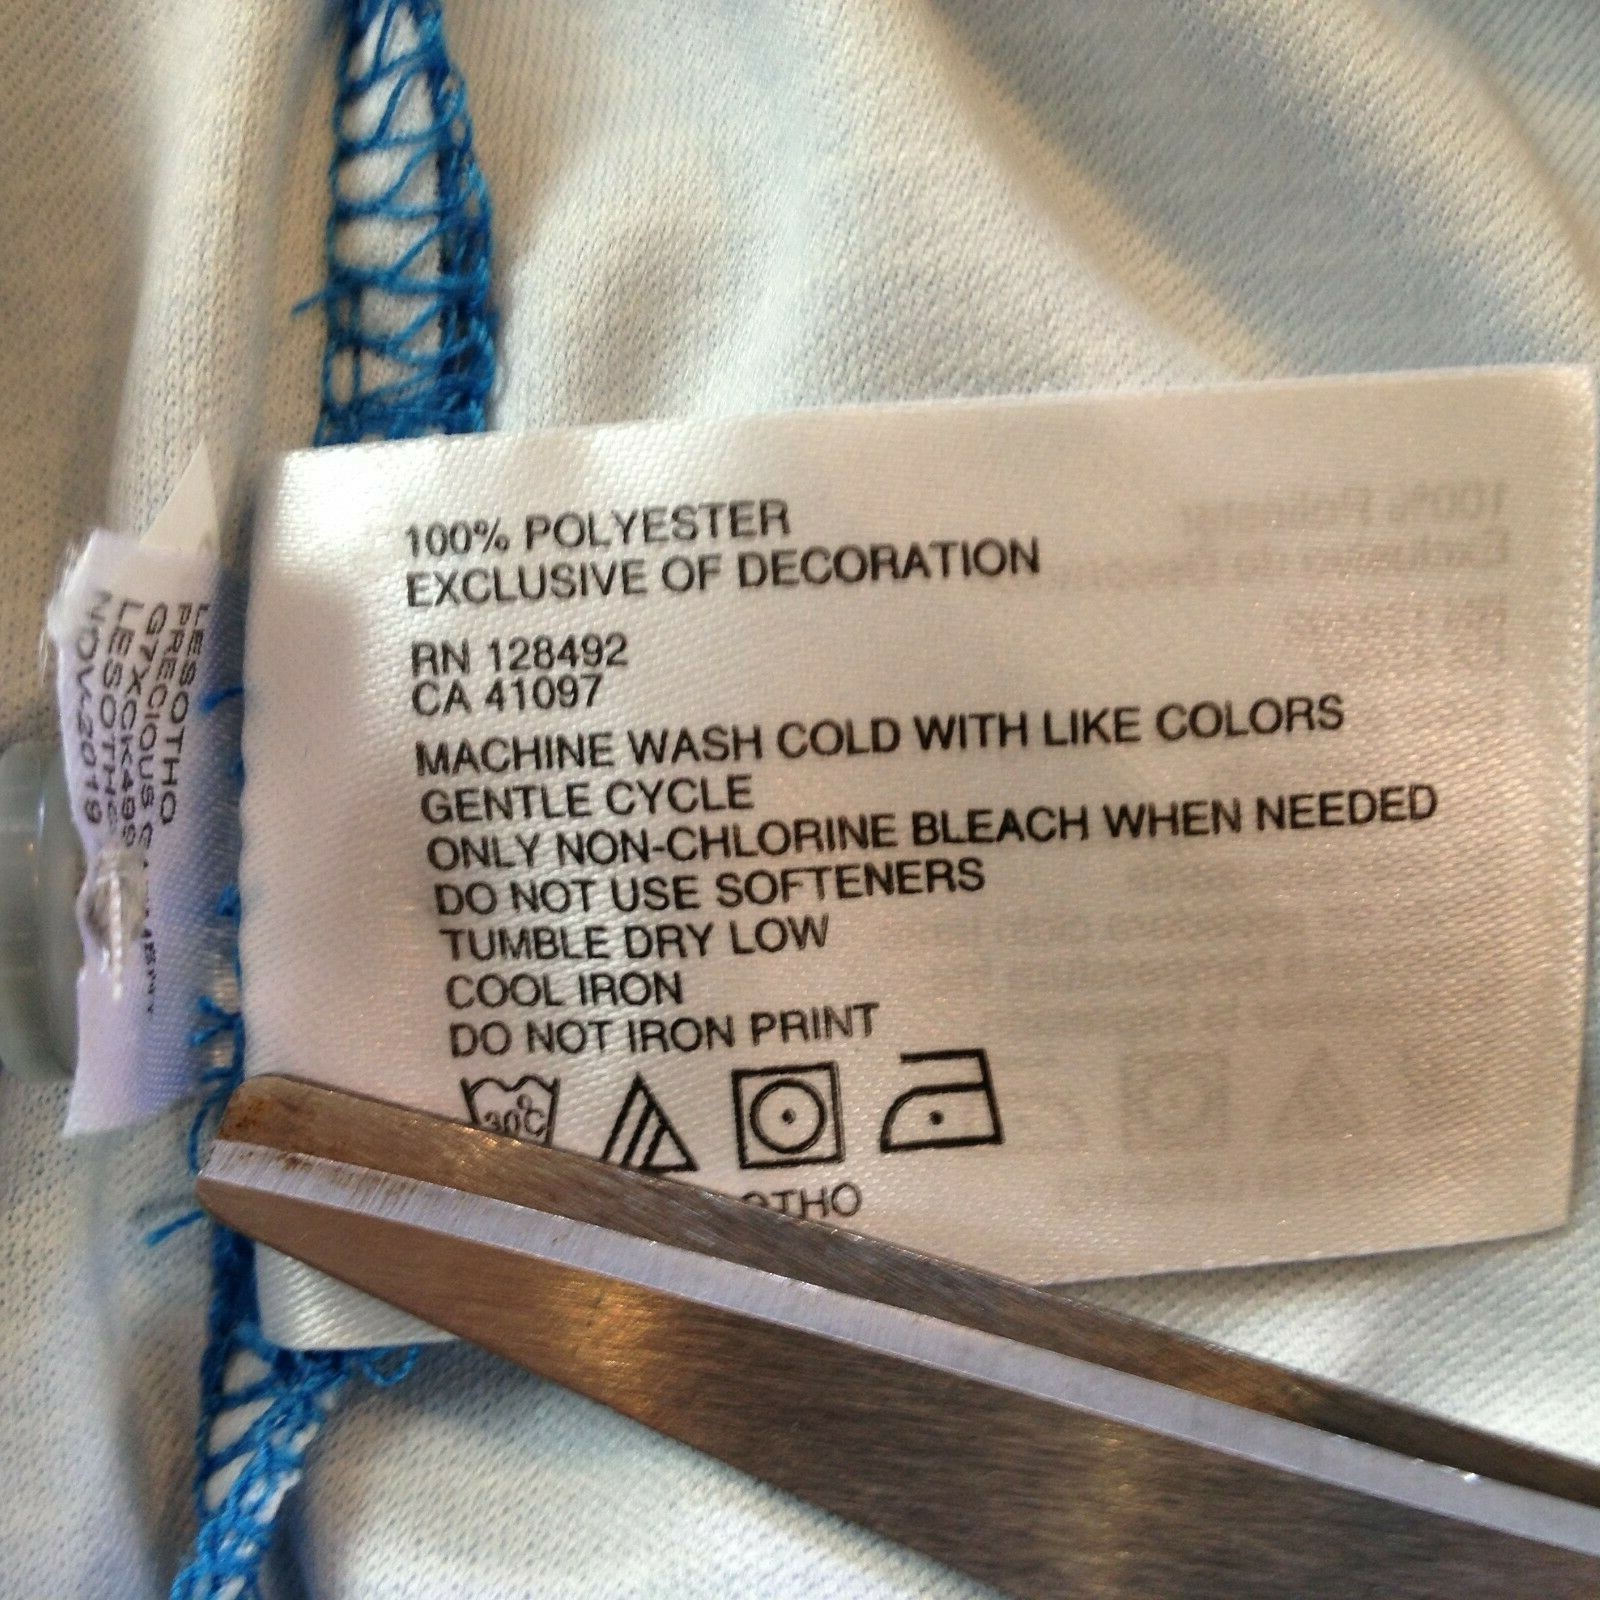 100% POLYESTER
EXCLUSIVE OF DECORATION
RN 128492
CA 41097
MACHINE WASH COLD WITH LIKE COLORS
GENTLE CYCLE
ONLY NON-CHLORINE BLEACH WHEN NEEDED
DO NOT USE SOFTENERS
TUMBLE DRY LOW
COOL IRON
DO NOT IRON PRINT
30°C
LESOTHO
PRECIOUS
LESOTHO
NOV-2019